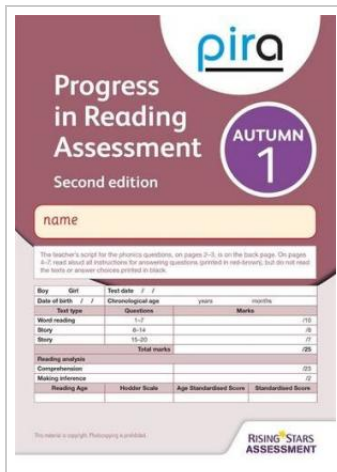 pira
Progress
in Reading
Assessment
Second edition
AUTUMN
1
name
The teacher's script for the phonics questions, on pages 2–3, is on the back page. On pages
4–7, read aloud all instructions for answering questions (printed in red-brown), but do not read
the texts or answer choices printed in black.
Boy Girl Test date / /
Date of birth / / Chronological age years months
Text type Questions Marks
Word reading 1–7 /10
Story 8–14 /8
Story 15–20 /7
Total marks /25
Reading analysis
Comprehension /23
Making inference /2
Reading Age Hodder Scale Age Standardised Score Standardised Score
This material is copyright. Photocopying is prohibited.
RISING STARS
ASSESSMENT